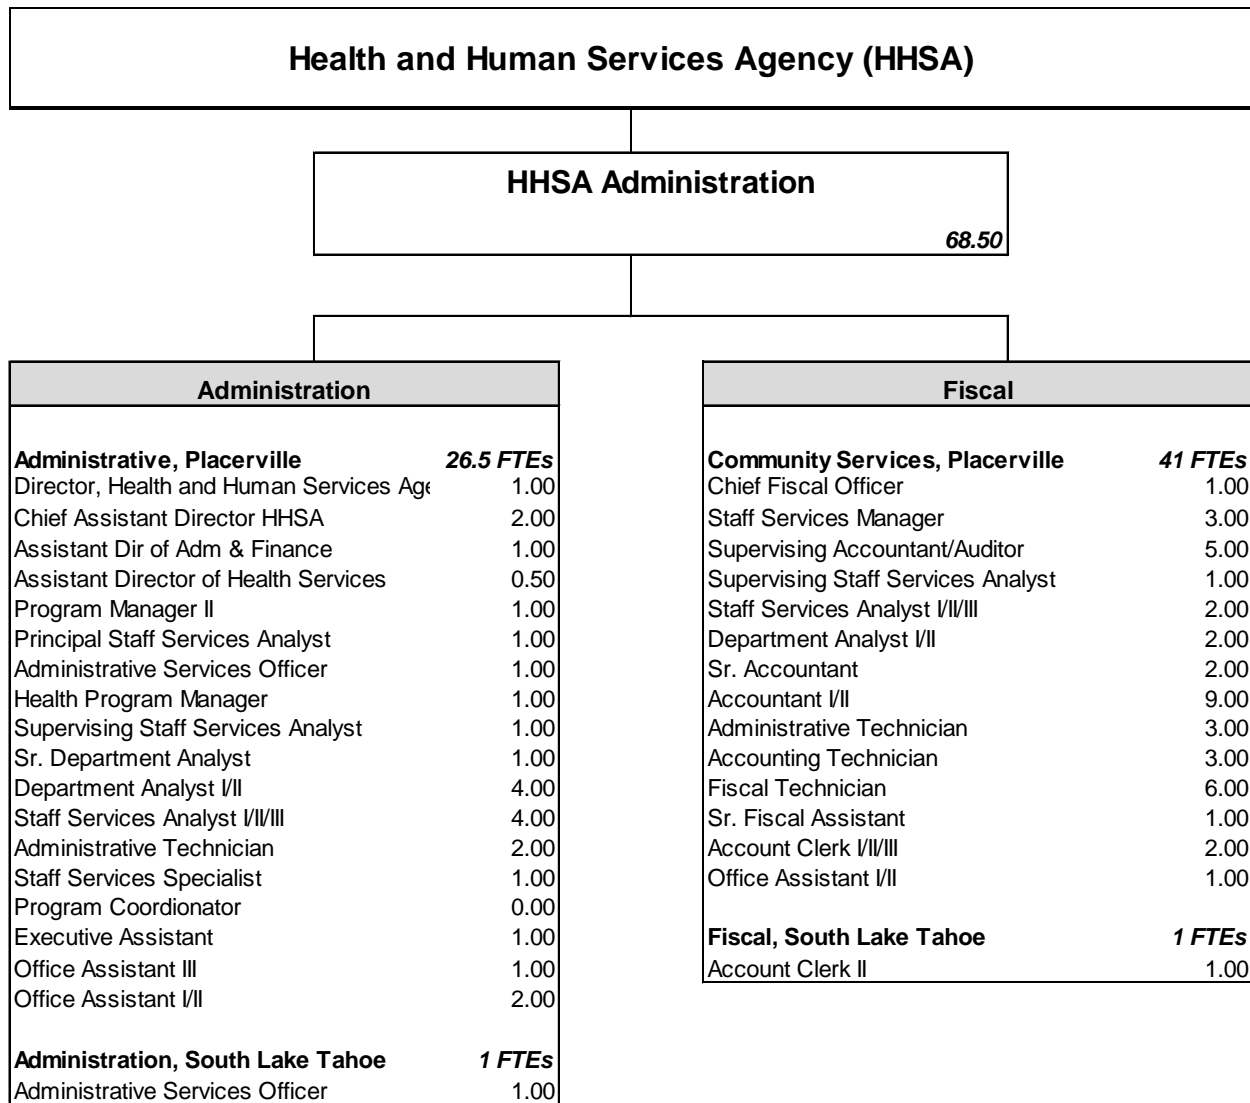 Health and Human Services Agency (HHSA)
HHSA Administration
68.50
Administration
Administrative, Placerville 26.5 FTEs
Director, Health and Human Services Age 1.00
Chief Assistant Director HHSA 2.00
Assistant Dir of Adm & Finance 1.00
Assistant Director of Health Services 0.50
Program Manager II 1.00
Principal Staff Services Analyst 1.00
Administrative Services Officer 1.00
Health Program Manager 1.00
Supervising Staff Services Analyst 1.00
Sr. Department Analyst 1.00
Department Analyst I/II 4.00
Staff Services Analyst I/II/III 4.00
Administrative Technician 2.00
Staff Services Specialist 1.00
Program Coordionator 0.00
Executive Assistant 1.00
Office Assistant III 1.00
Office Assistant I/II 2.00
Administration, South Lake Tahoe 1 FTEs
Administrative Services Officer 1.00
Fiscal
Community Services, Placerville 41 FTEs
Chief Fiscal Officer 1.00
Staff Services Manager 3.00
Supervising Accountant/Auditor 5.00
Supervising Staff Services Analyst 1.00
Staff Services Analyst I/II/III 2.00
Department Analyst I/II 2.00
Sr. Accountant 2.00
Accountant I/II 9.00
Administrative Technician 3.00
Accounting Technician 3.00
Fiscal Technician 6.00
Sr. Fiscal Assistant 1.00
Account Clerk I/II/III 2.00
Office Assistant I/II 1.00
Fiscal, South Lake Tahoe 1 FTEs
Account Clerk II 1.00